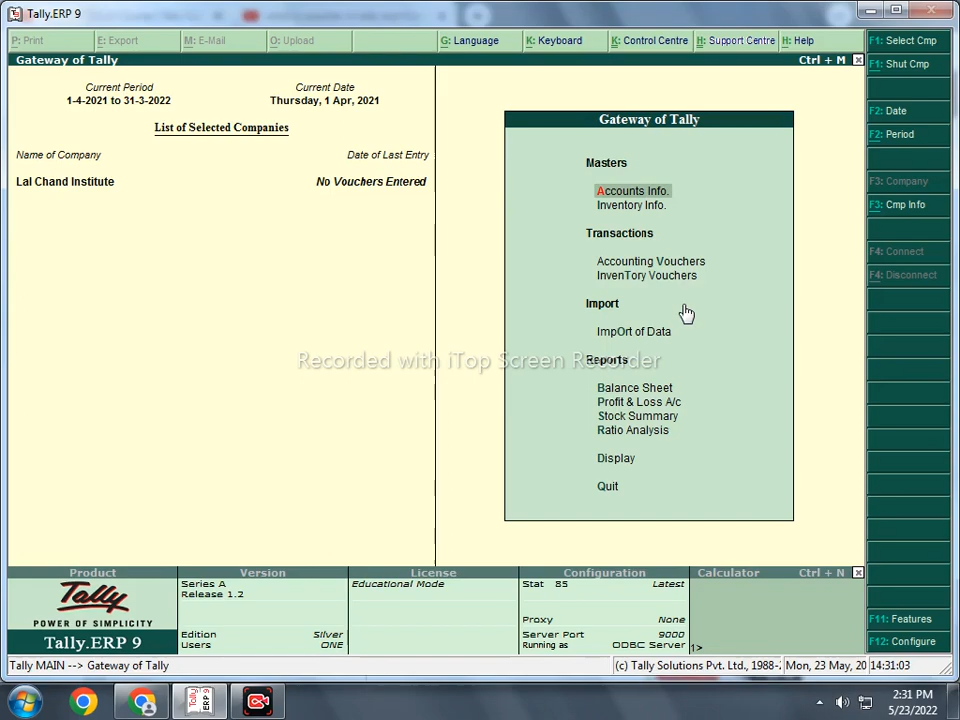 Tally.ERP 9
P: Print E: Export M: E-Mail O: Upload G: Language K: Keyboard K: Control Centre H: Support Centre H: Help
F1: Select Cmp
F1: Shut Cmp
F2: Date
F2: Period
F3: Company
F3: Cmp Info
F4: Connect
F4: Disconnect
F11: Features
F12: Configure
Gateway of Tally Ctrl + M
Current Period Current Date
1-4-2021 to 31-3-2022 Thursday, 1 Apr, 2021
List of Selected Companies
Name of Company Date of Last Entry
Lal Chand Institute No Vouchers Entered
Gateway of Tally
Masters
Accounts Info.
Inventory Info.
Transactions
Accounting Vouchers
InvenTory Vouchers
Import
ImpOrt of Data
Reports
Balance Sheet
Profit & Loss A/c
Stock Summary
Ratio Analysis
Display
Quit
Recorded with iTop Screen Recorder
Product Version License Configuration Calculator Ctrl + N
Tally
POWER OF SIMPLICITY
Tally.ERP 9
Series A
Release 1.2
Edition Silver
Users ONE
Educational Mode
Stat 85 Latest
Proxy None
Server Port 9000
Running as ODBC Server
1>
Tally MAIN --> Gateway of Tally (c) Tally Solutions Pvt. Ltd., 1988- Mon, 23 May, 20 14:31:03
2:31 PM
5/23/2022